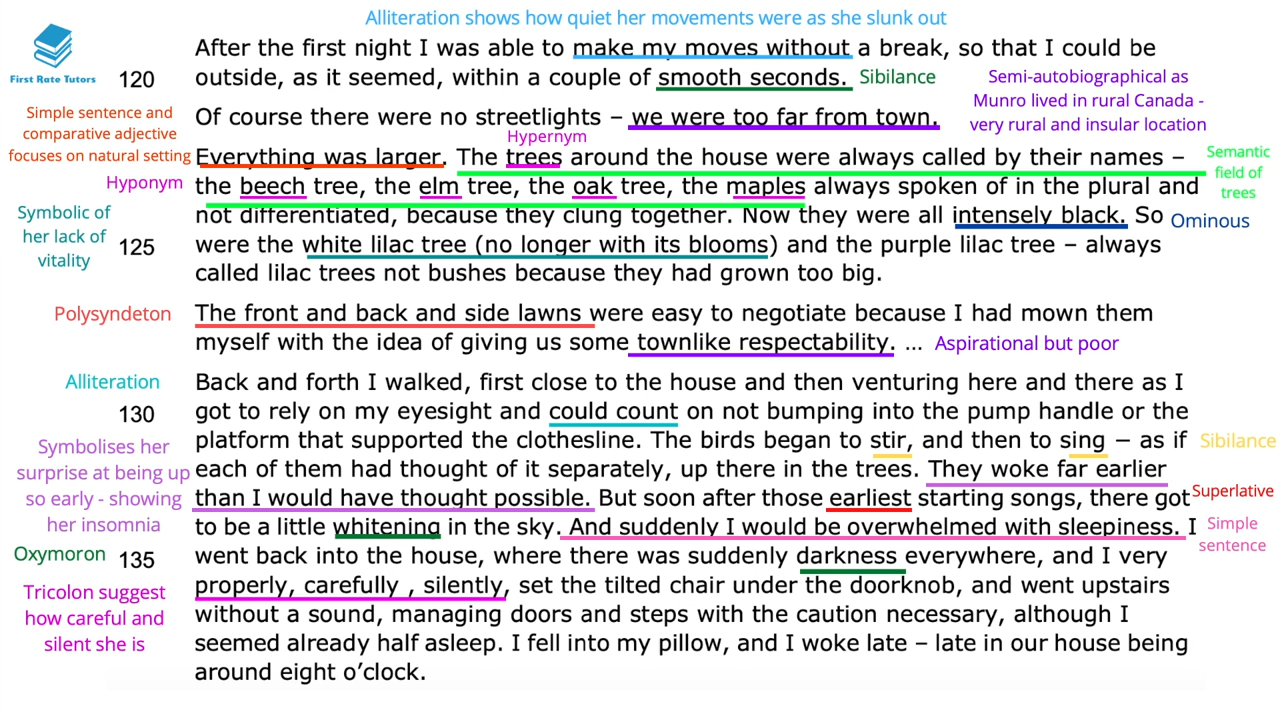 Alliteration shows how quiet her movements were as she slunk out
First Rate Tutors
After the first night I was able to make my moves without a break, so that I could be
120 outside, as it seemed, within a couple of smooth seconds. Sibilance
Semi-autobiographical as
Munro lived in rural Canada -
very rural and insular location
Simple sentence and
comparative adjective
focuses on natural setting
Of course there were no streetlights – we were too far from town.
Hypernym
Everything was larger. The trees around the house were always called by their names –
Semantic
field of
trees
Hyponym
the beech tree, the elm tree, the oak tree, the maples always spoken of in the plural and
not differentiated, because they clung together. Now they were all intensely black. So
Ominous
Symbolic of
her lack of
vitality
125 were the white lilac tree (no longer with its blooms) and the purple lilac tree – always
called lilac trees not bushes because they had grown too big.
Polysyndeton
The front and back and side lawns were easy to negotiate because I had mown them
myself with the idea of giving us some townlike respectability. ... Aspirational but poor
Alliteration
Back and forth I walked, first close to the house and then venturing here and there as I
130 got to rely on my eyesight and could count on not bumping into the pump handle or the
platform that supported the clothesline. The birds began to stir, and then to sing – as if
Sibilance
Symbolises her
surprise at being up
so early - showing
her insomnia
each of them had thought of it separately, up there in the trees. They woke far earlier
than I would have thought possible. But soon after those earliest starting songs, there got
Superlative
to be a little whitening in the sky. And suddenly I would be overwhelmed with sleepiness. I
Simple
sentence
Oxymoron
135 went back into the house, where there was suddenly darkness everywhere, and I very
Tricolon suggest
how careful and
silent she is
properly, carefully , silently, set the tilted chair under the doorknob, and went upstairs
without a sound, managing doors and steps with the caution necessary, although I
seemed already half asleep. I fell into my pillow, and I woke late – late in our house being
around eight o’clock.